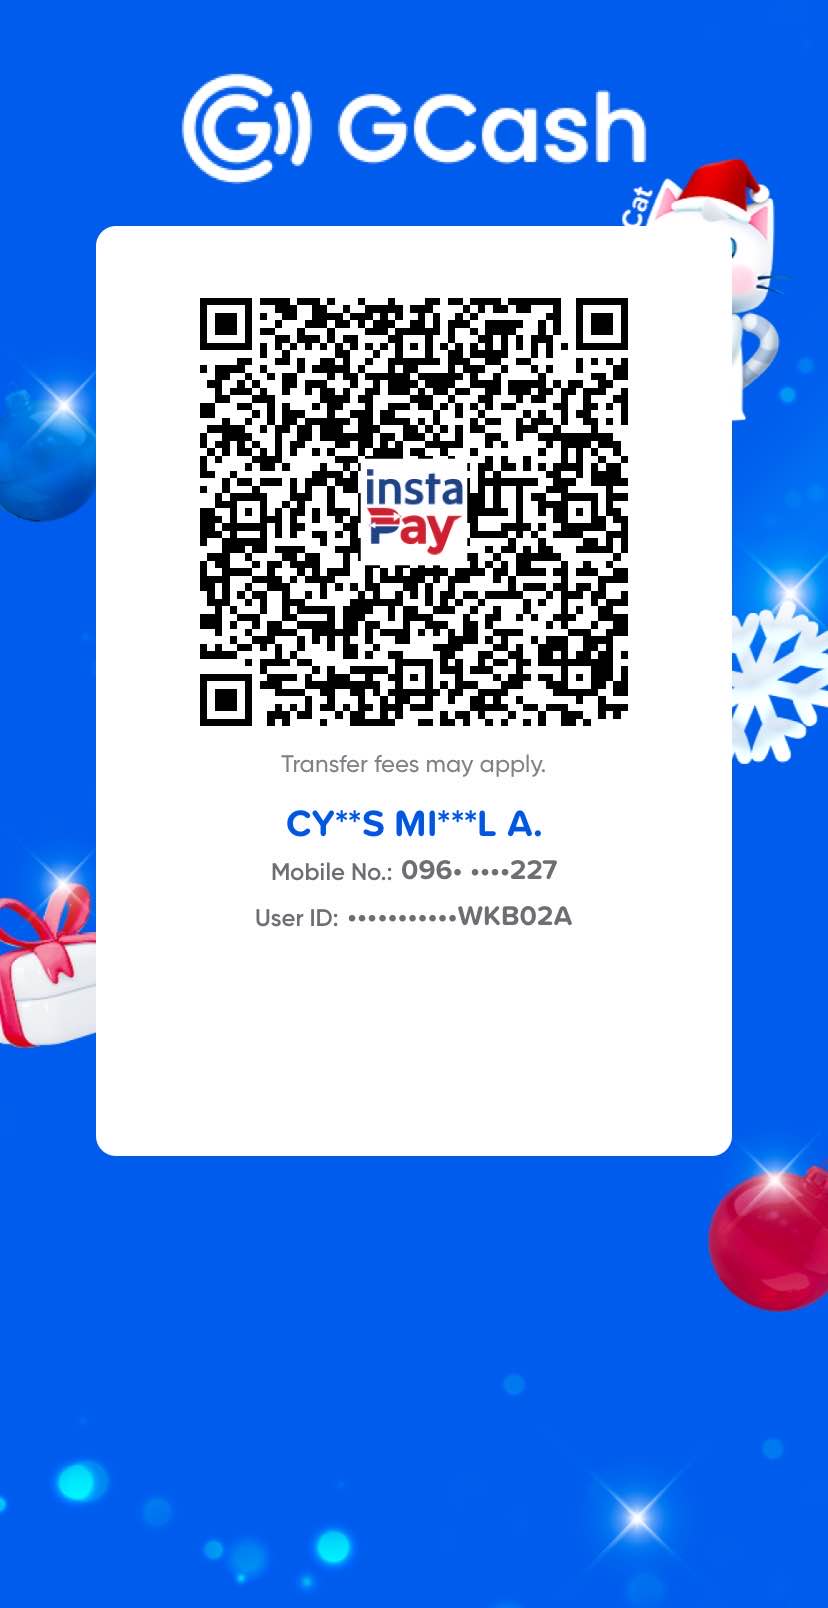 GCash
Cat
insta
Pay
Transfer fees may apply.
CY**S MI***L A.
Mobile No.: 096• ••••227
User ID: •••••••••••WKB02A